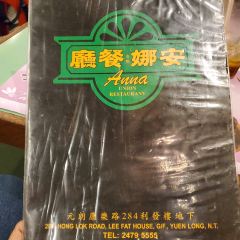 安娜·餐廳
Anna
UNION
RESTAURANT
元朗康樂路284利發樓地下
HONG LOK ROAD, LEE FAT HOUSE, G/F, YUEN LONG, N.T.
TEL: 2479 5555